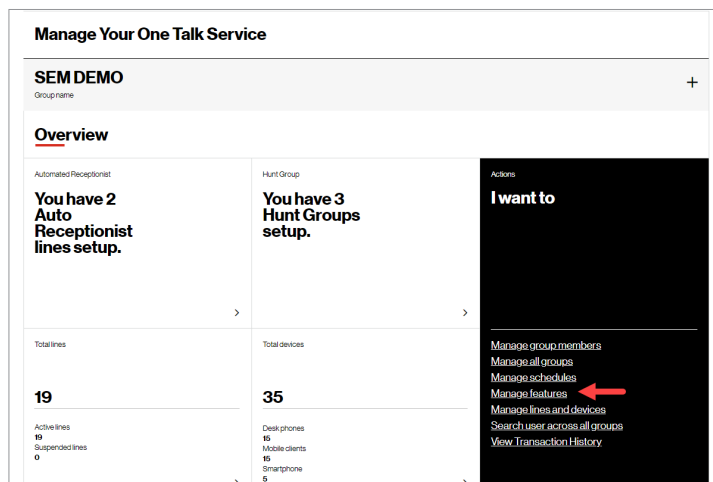 Manage Your One Talk Service
SEM DEMO
Group name
Overview
Automated Receptionist
You have 2
Auto
Receptionist
lines setup.
Hunt Group
You have 3
Hunt Groups
setup.
Actions
I want to
Total lines
19
Active lines
19
Suspended lines
0
Total devices
35
Desk phones
15
Mobile clients
15
Smartphone
5
Manage group members
Manage all groups
Manage schedules
Manage features
Manage lines and devices
Search user across all groups
View Transaction History